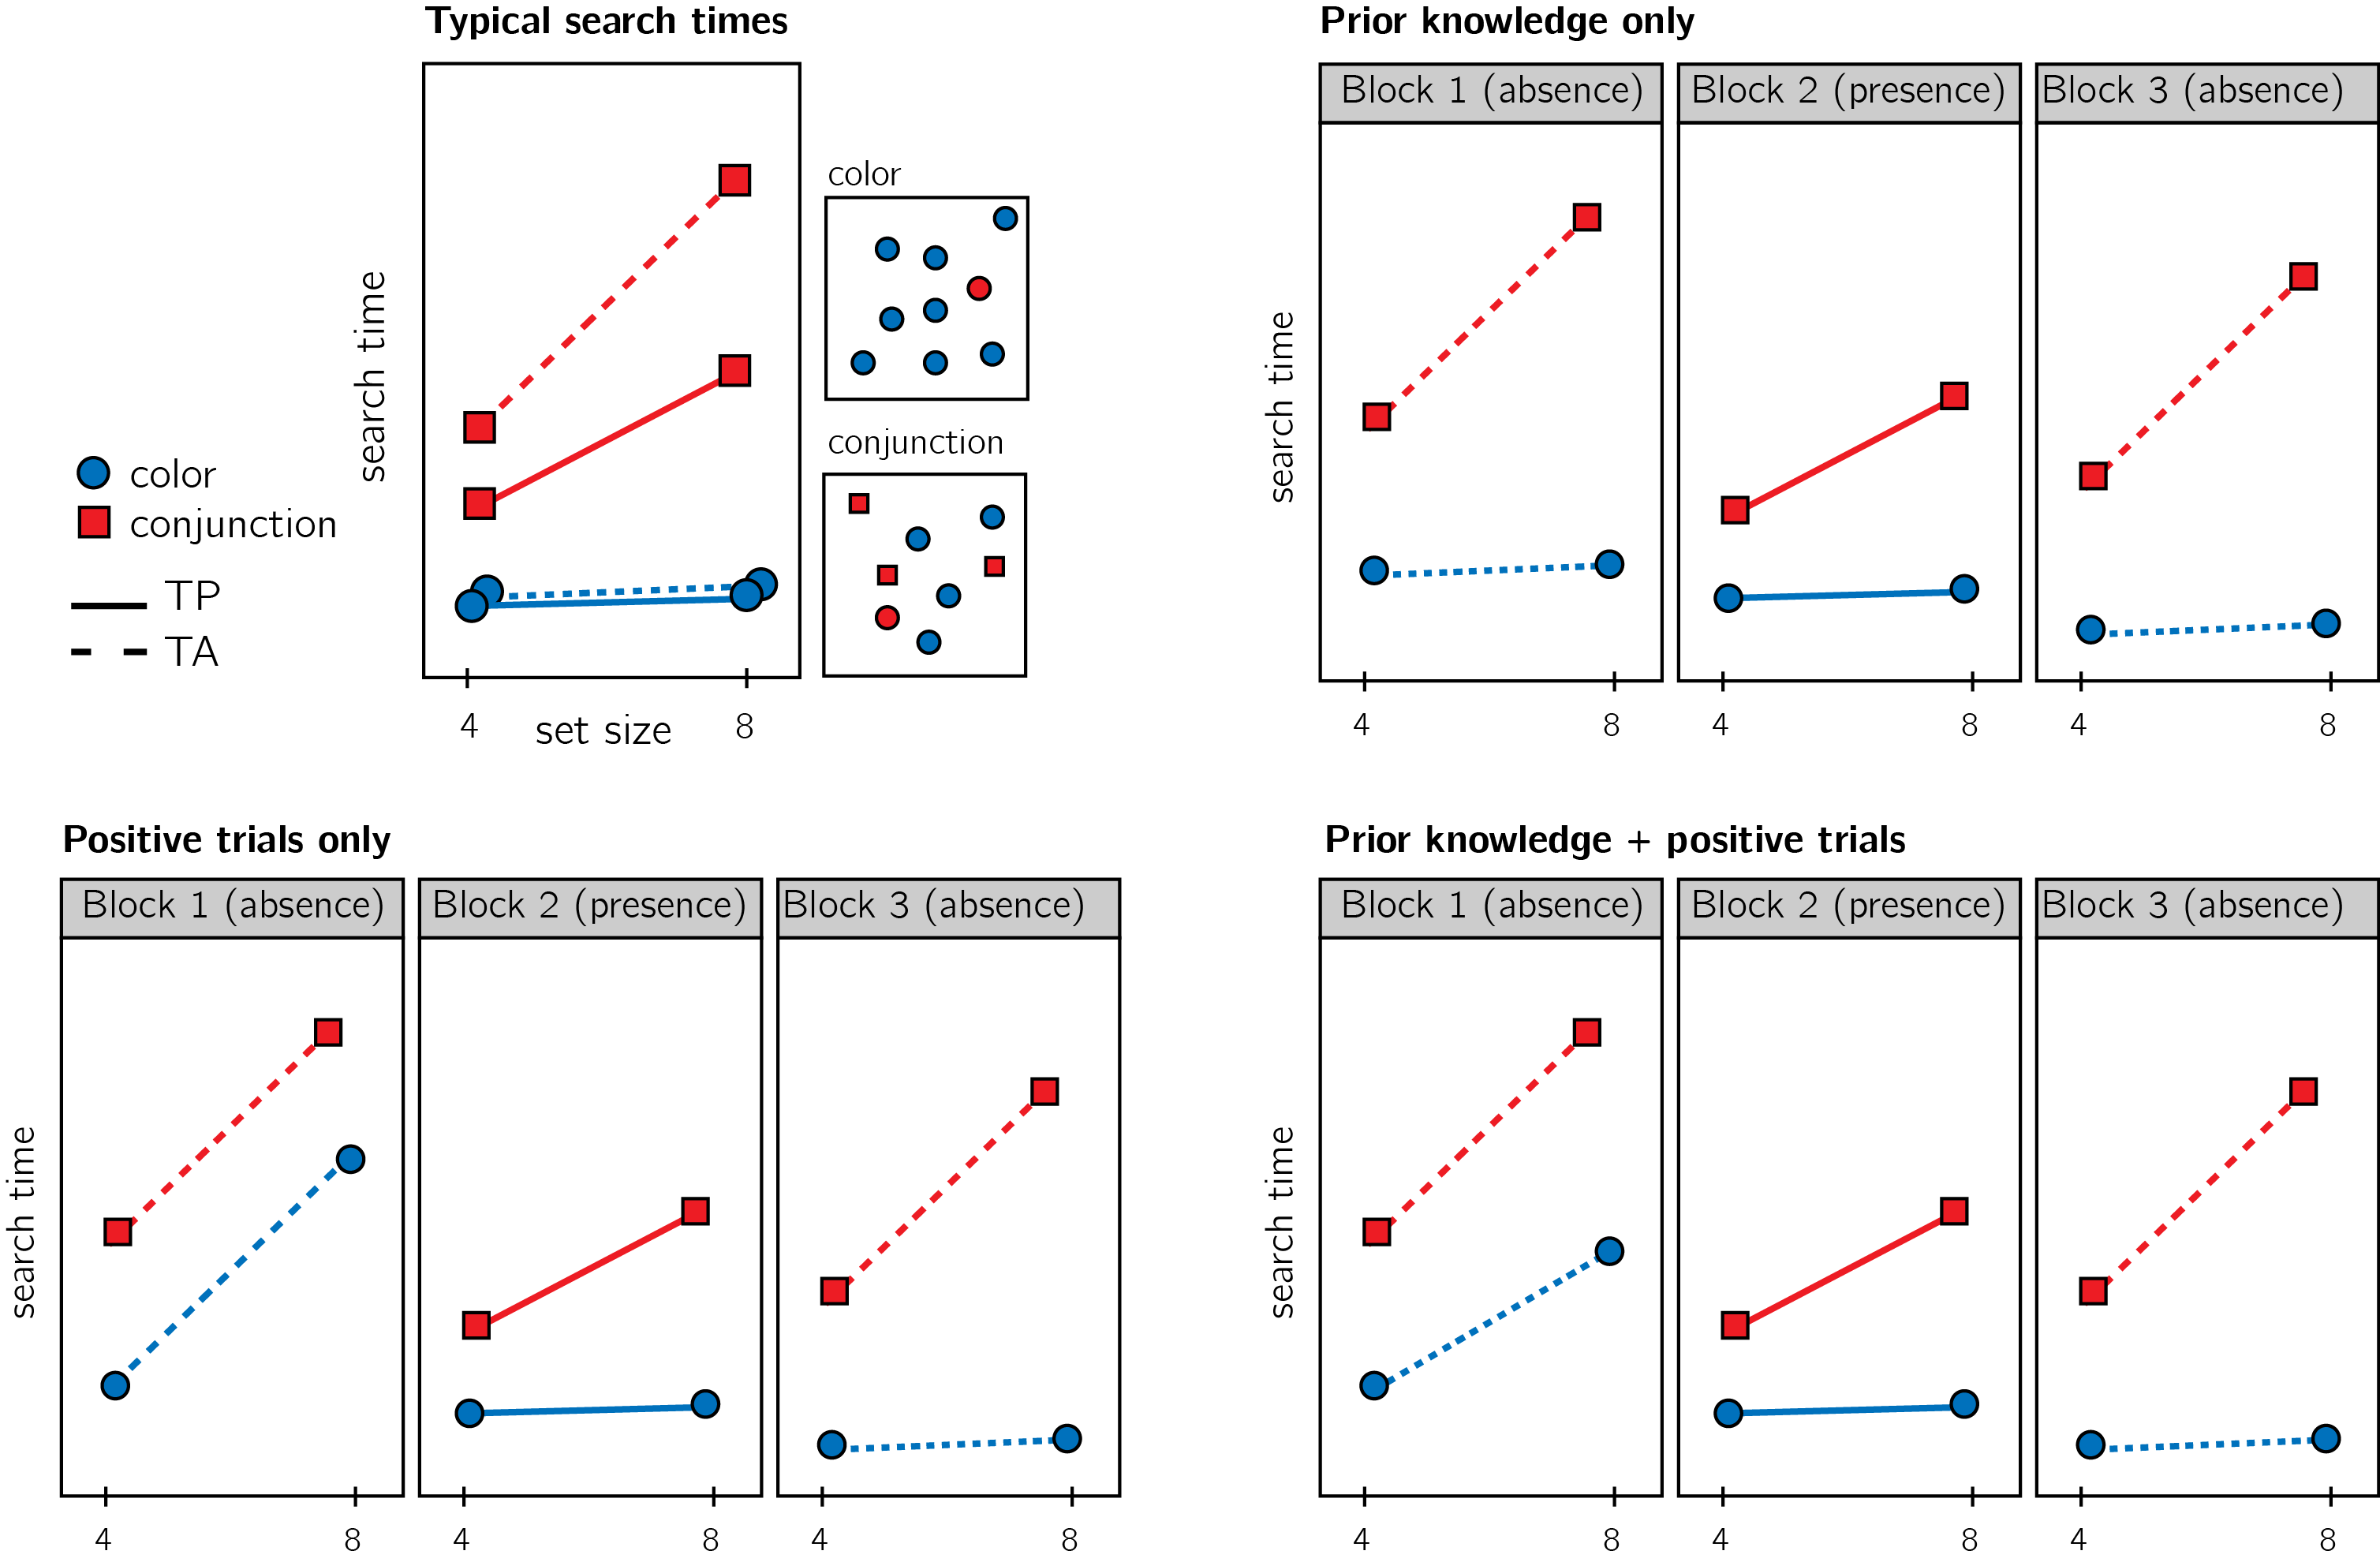 Typical search times
search time
color
conjunction
TP
TA
4
set size
8
color
conjunction
Prior knowledge only
search time
Block 1 (absence)
Block 2 (presence)
Block 3 (absence)
4
8
4
8
4
8
Positive trials only
search time
Block 1 (absence)
Block 2 (presence)
Block 3 (absence)
4
8
4
8
4
8
Prior knowledge + positive trials
search time
Block 1 (absence)
Block 2 (presence)
Block 3 (absence)
4
8
4
8
4
8